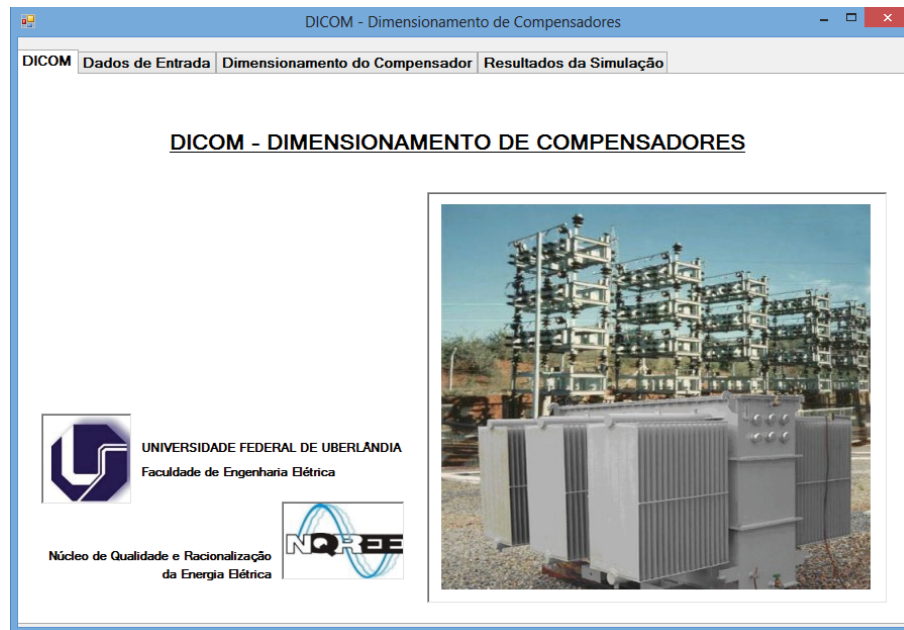 DICOM - Dimensionamento de Compensadores
DICOM Dados de Entrada Dimensionamento do Compensador Resultados da Simulação
DICOM - DIMENSIONAMENTO DE COMPENSADORES
UNIVERSIDADE FEDERAL DE UBERLÂNDIA
Faculdade de Engenharia Elétrica
NQREE
Núcleo de Qualidade e Racionalização
da Energia Elétrica